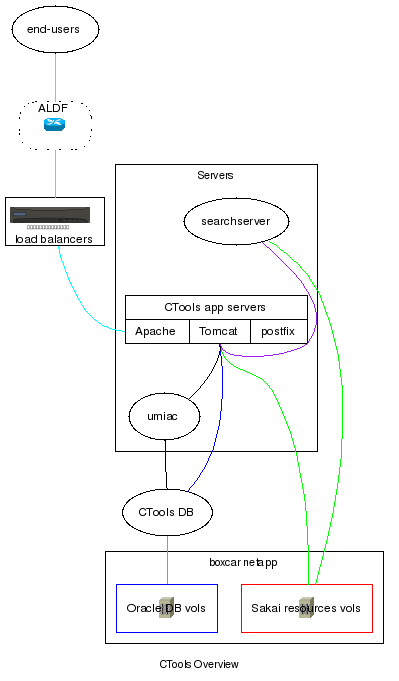 end-users
ALDF
Servers
searchserver
load balancers
CTools app servers
Apache
Tomcat
postfix
umiac
CTools DB
boxcar netapp
Oracle DB vols
Sakai resources vols
CTools Overview